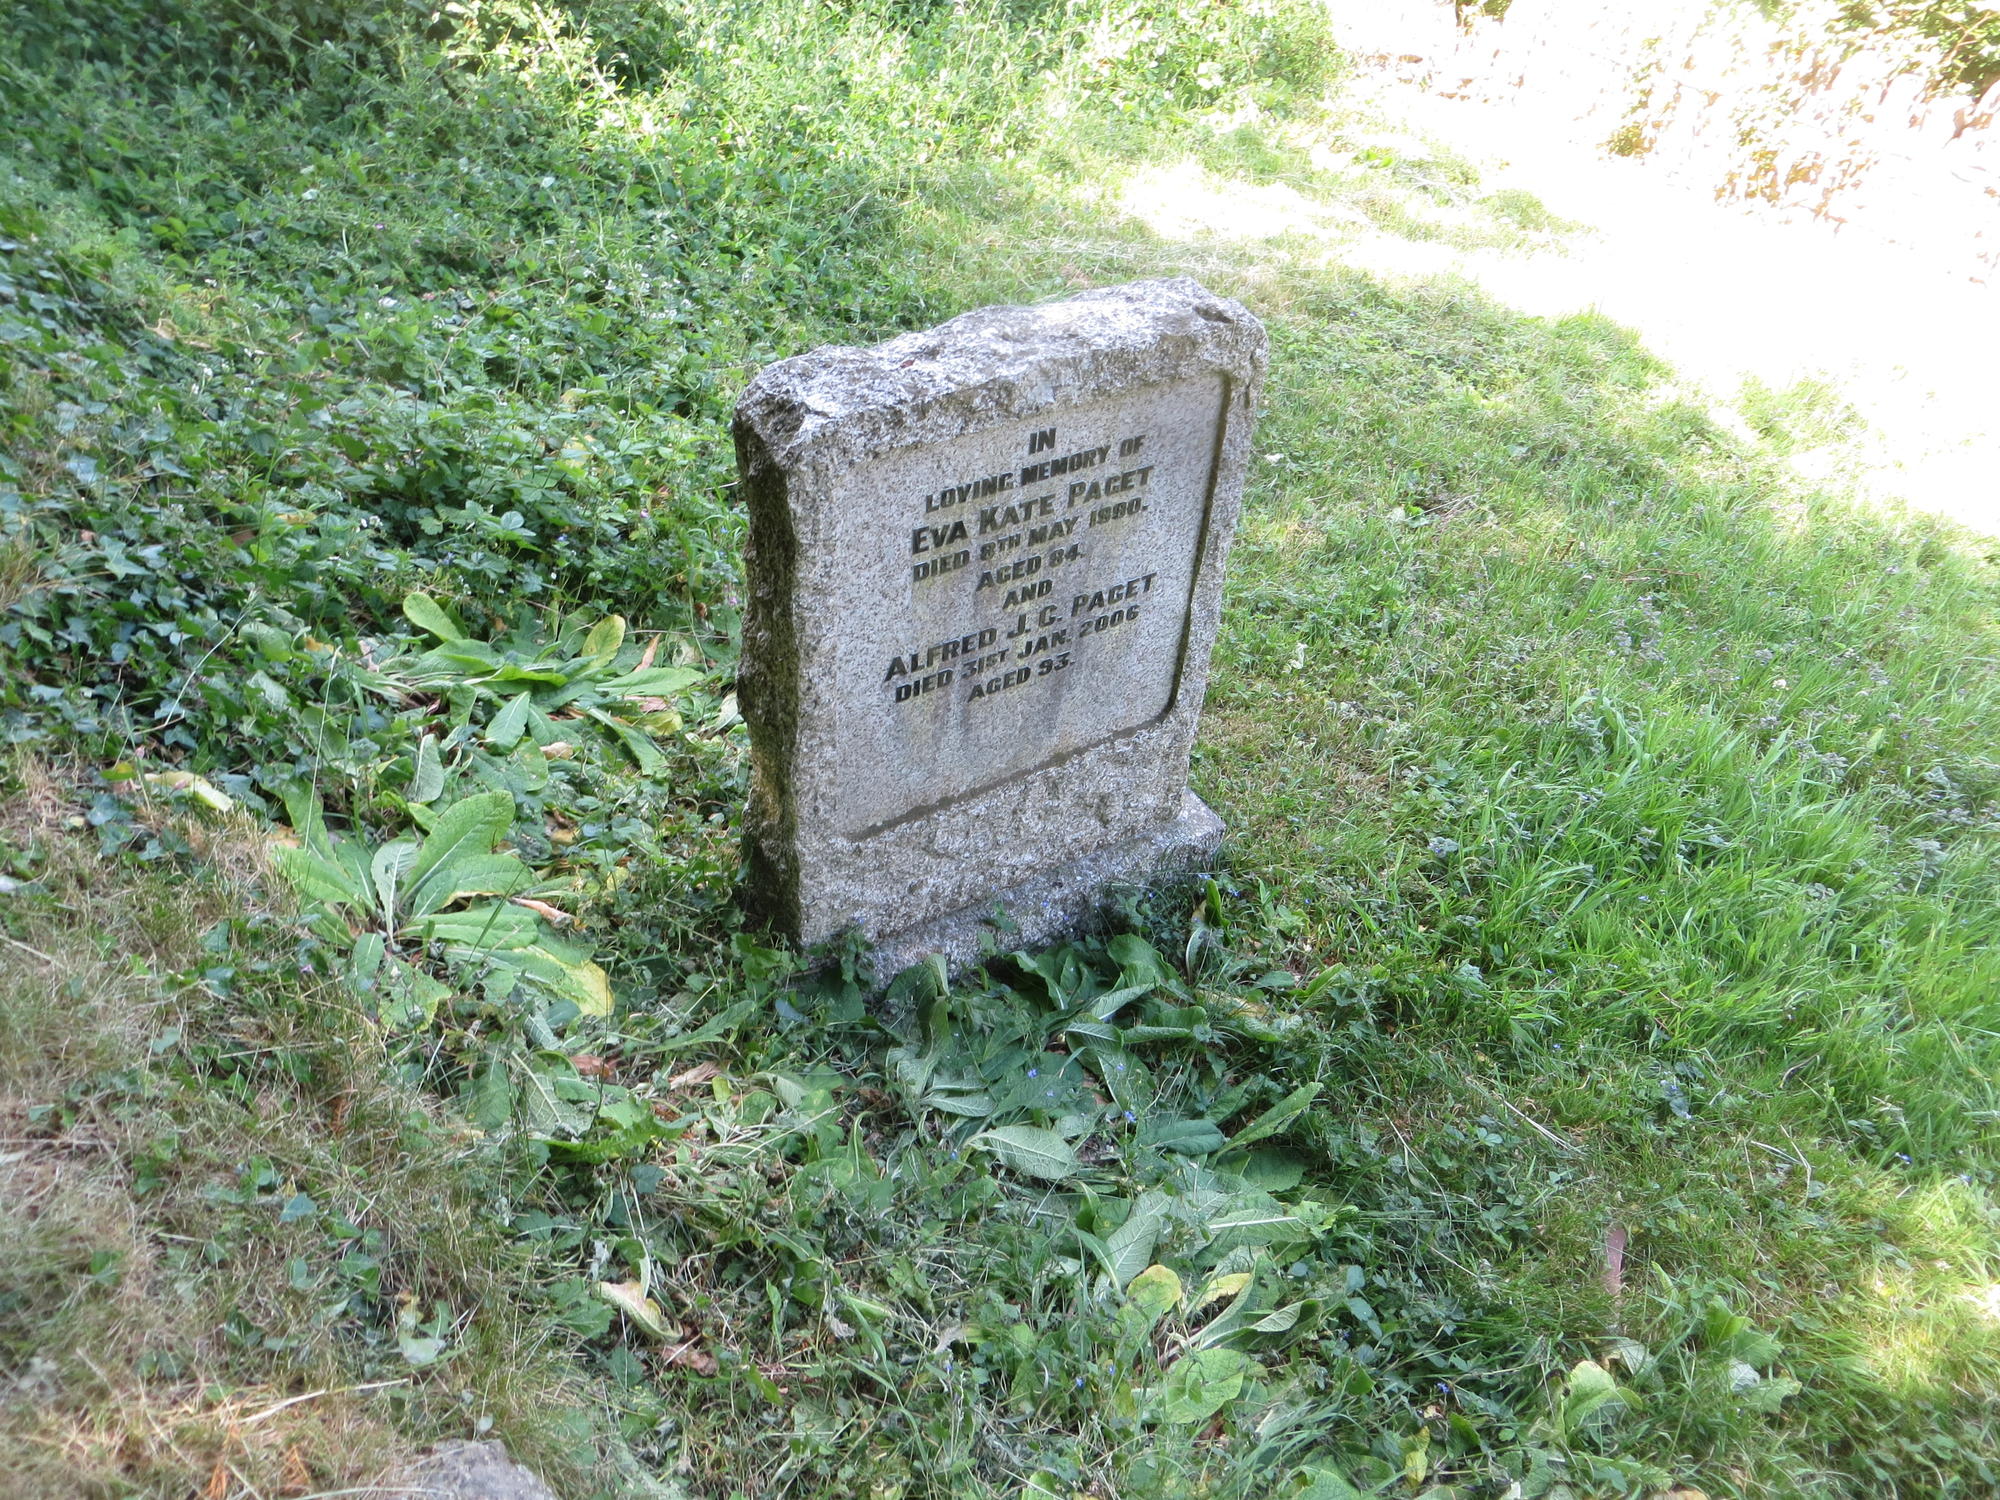 IN
LOVING MEMORY OF
EVA KATE PAGET
DIED 8TH MAY 1990.
AGED 84.
AND
ALFRED J. C. PAGET
DIED 31ST JAN. 2006
AGED 93.